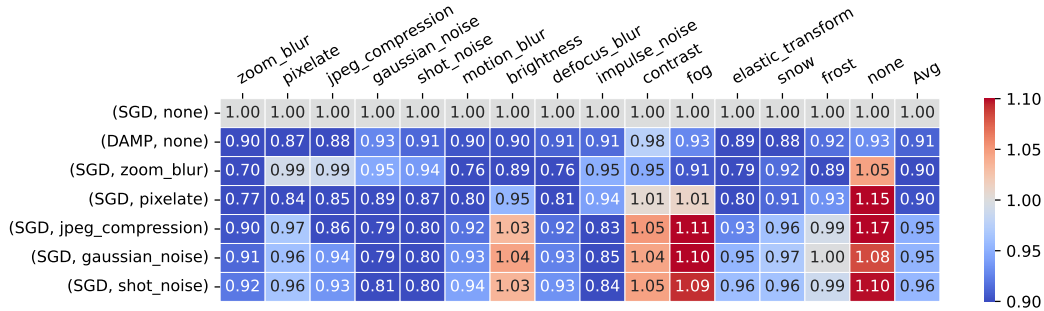 zoom_blur pixelate jpeg_compression gaussian_noise shot_noise motion_blur brightness defocus_blur impulse_noise contrast fog elastic_transform snow frost none Avg
(SGD, none) 1.00 1.00 1.00 1.00 1.00 1.00 1.00 1.00 1.00 1.00 1.00 1.00 1.00 1.00 1.00 1.00
(DAMP, none) 0.90 0.87 0.88 0.93 0.91 0.90 0.90 0.91 0.91 0.98 0.93 0.89 0.88 0.92 0.93 0.91
(SGD, zoom_blur) 0.70 0.99 0.99 0.95 0.94 0.76 0.89 0.76 0.95 0.95 0.91 0.79 0.92 0.89 1.05 0.90
(SGD, pixelate) 0.77 0.84 0.85 0.89 0.87 0.80 0.95 0.81 0.94 1.01 1.01 0.80 0.91 0.93 1.15 0.90
(SGD, jpeg_compression) 0.90 0.97 0.86 0.79 0.80 0.92 1.03 0.92 0.83 1.05 1.11 0.93 0.96 0.99 1.17 0.95
(SGD, gaussian_noise) 0.91 0.96 0.94 0.79 0.80 0.93 1.04 0.93 0.85 1.04 1.10 0.95 0.97 1.00 1.08 0.95
(SGD, shot_noise) 0.92 0.96 0.93 0.81 0.80 0.94 1.03 0.93 0.84 1.05 1.09 0.96 0.96 0.99 1.10 0.96
1.10
1.05
1.00
0.95
0.90